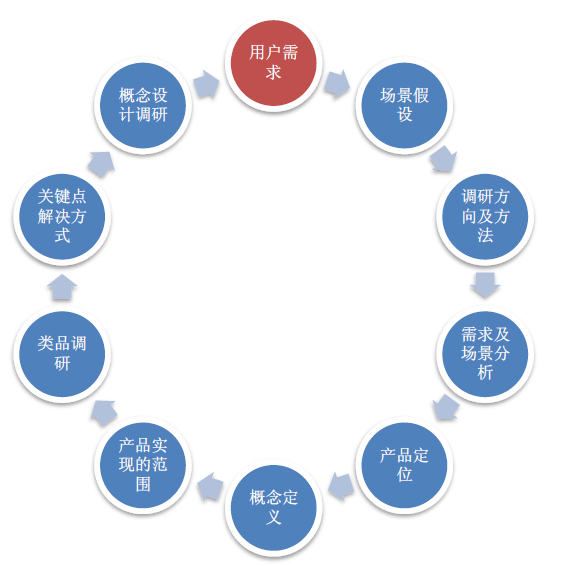 用户需
求
场景假
设
调研方
向及方
法
需求及
场景分
析
产品定
位
概念定
义
产品实
现的范
围
类品调
研
关键点
解决方
式
概念设
计调研